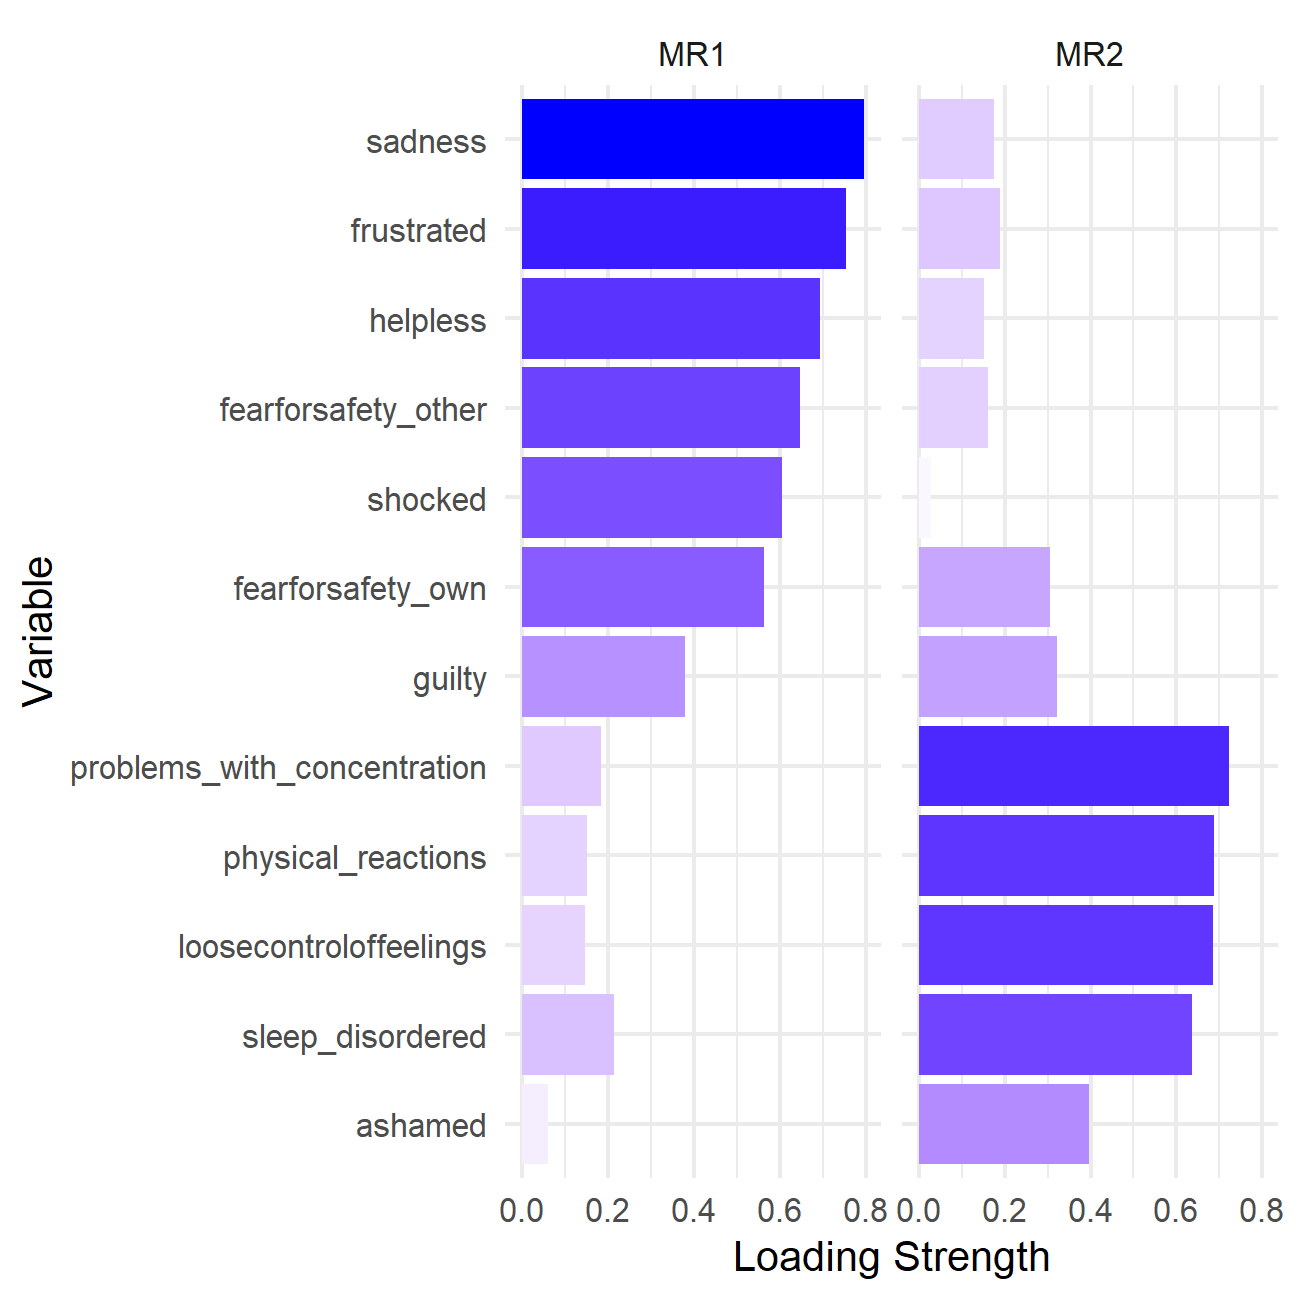 MR1 MR2
sadness
frustrated
helpless
fearforsafety_other
shocked
fearforsafety_own
guilty
problems_with_concentration
physical_reactions
loosecontroloffeelings
sleep_disordered
ashamed
Variable
0.0 0.2 0.4 0.6 0.8 0.0 0.2 0.4 0.6 0.8
Loading Strength